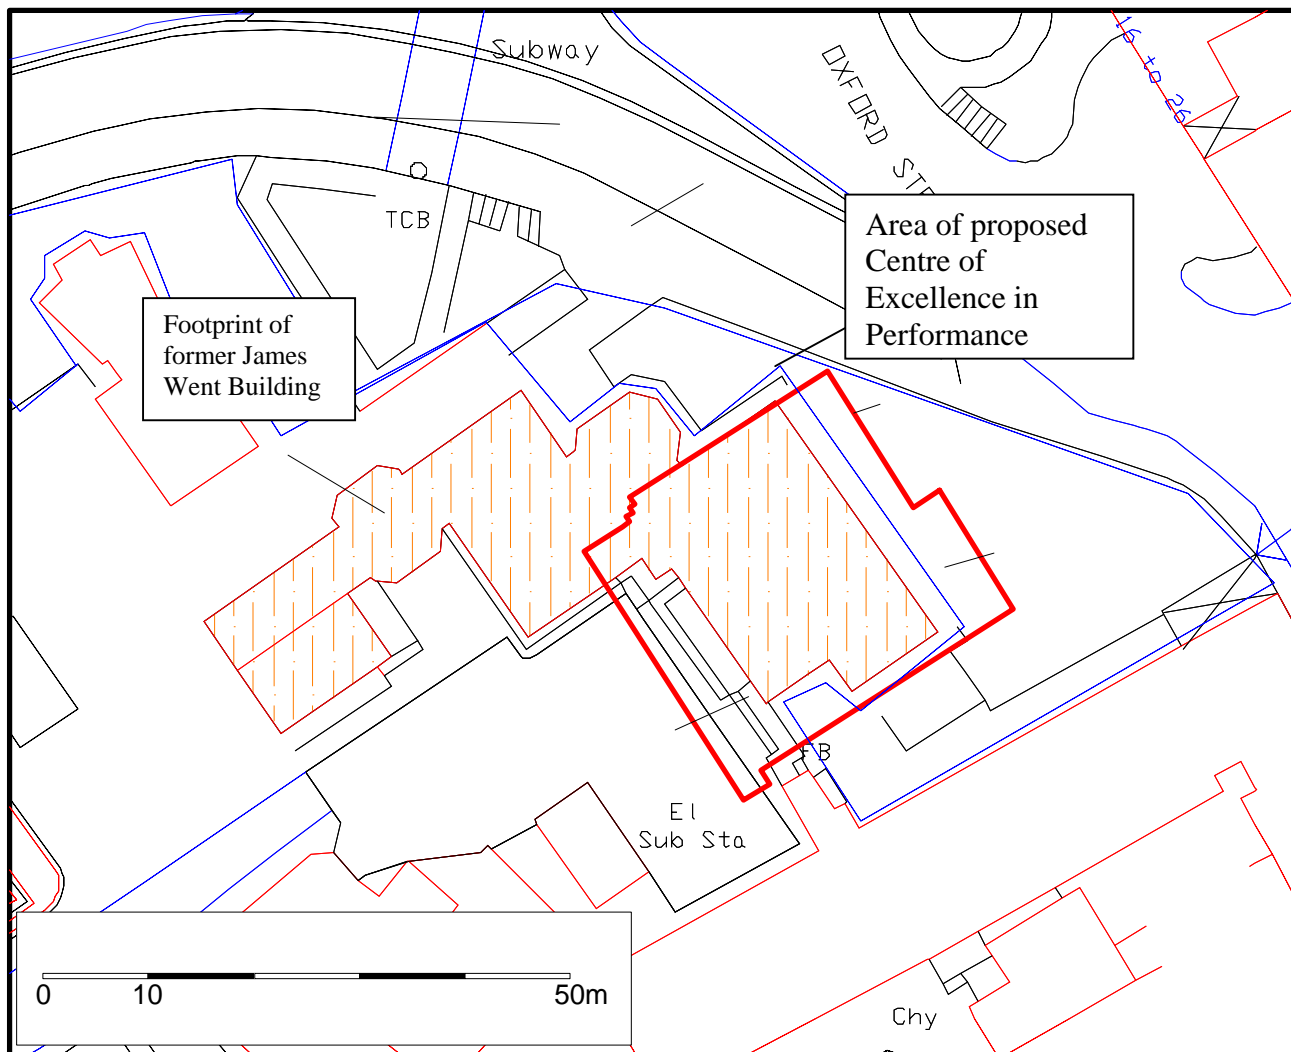 Subway
OXFORD
16 to 26
TCB
Area of proposed
Centre of
Excellence in
Performance
Footprint of
former James
Went Building
FB
El
Sub Sta
0 10 50m
Chy